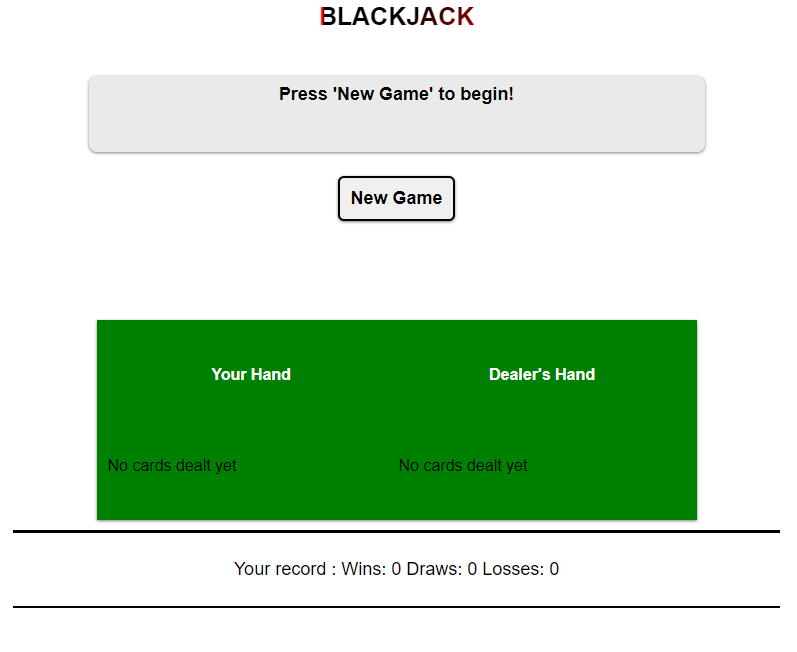 BLACKJACK
Press 'New Game' to begin!
New Game
Your Hand
Dealer's Hand
No cards dealt yet
No cards dealt yet
Your record : Wins: 0 Draws: 0 Losses: 0